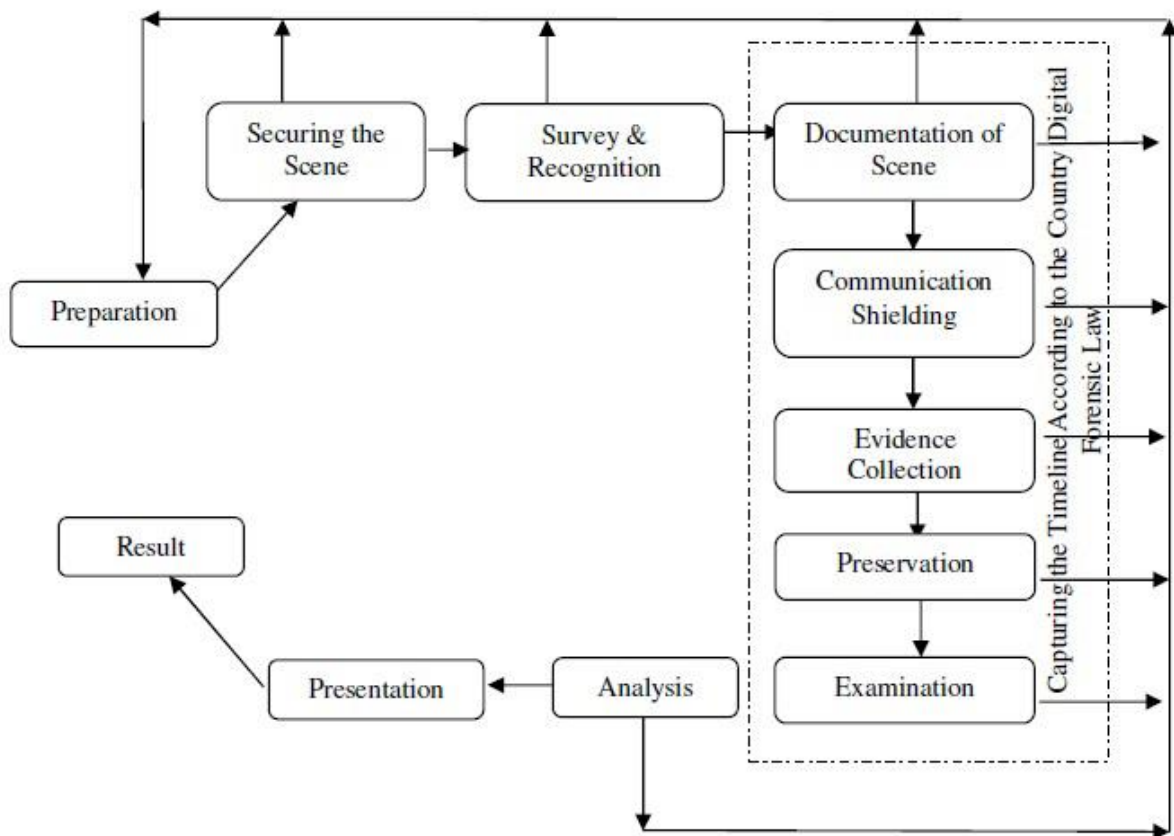 Securing the
Scene
Survey &
Recognition
Documentation of
Scene
Preparation
Communication
Shielding
Evidence
Collection
Preservation
Examination
Capturing the Timeline According to the Country Digital
Forensic Law
Result
Presentation
Analysis